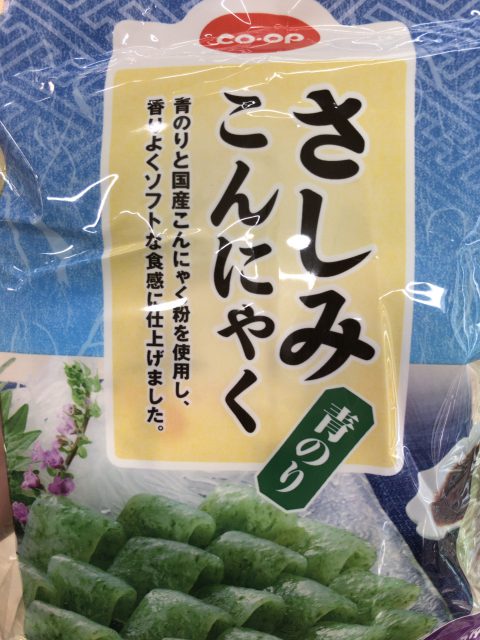 CO·OP
さしみ
こんにゃく
青のりと国産こんにゃく粉を使用し、
香りよくソフトな食感に仕上げました。
青のり